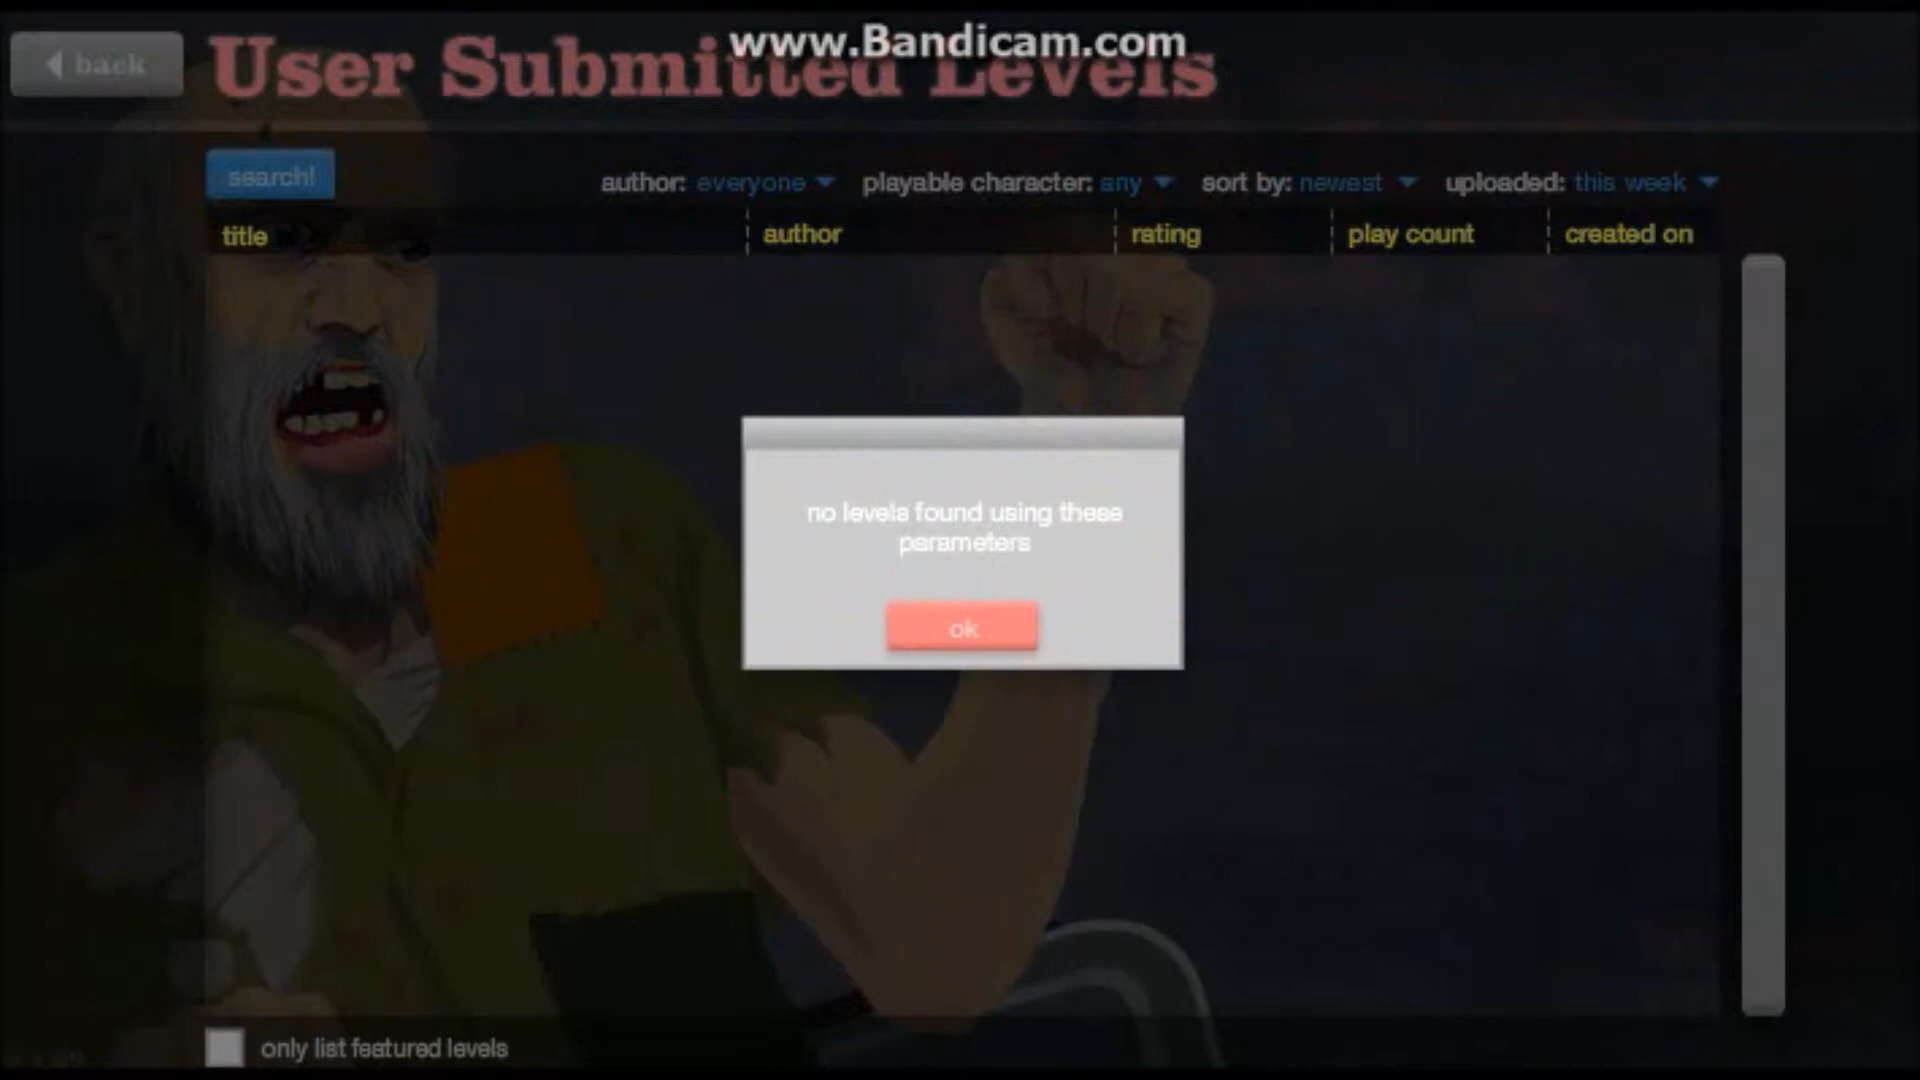 www.Bandicam.com
back
User Submitted Levels
search!
author: everyone playable character: any sort by: newest uploaded: this week
title author rating play count created on
no levels found using these
parameters
ok
only list featured levels